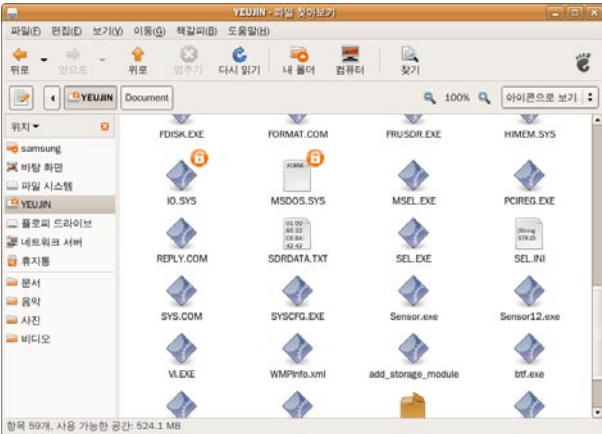 YEUJIN - 파일 찾아보기
파일(F) 편집(E) 보기(V) 이동(G) 책갈피(B) 도움말(H)
뒤로 앞으로 위로 멈추기 다시 읽기 내 폴더 컴퓨터 찾기
YEUJIN Document 100% 아이콘으로 보기
위치
samsung
바탕 화면
파일 시스템
YEUJIN
플로피 드라이브
네트워크 서버
휴지통
문서
음악
사진
비디오
FDISK.EXE FORMAT.COM FRUSDR.EXE HIMEM.SYS
IO.SYS MSDOS.SYS MSEL.EXE PCIREG.EXE
REPLY.COM SDRDATA.TXT SEL.EXE SEL.INI
SYS.COM SYSCFG.EXE Sensor.exe Sensor12.exe
VI.EXE WMPInfo.xml add_storage_module btf.exe
항목 59개, 사용 가능한 공간: 524.1 MB